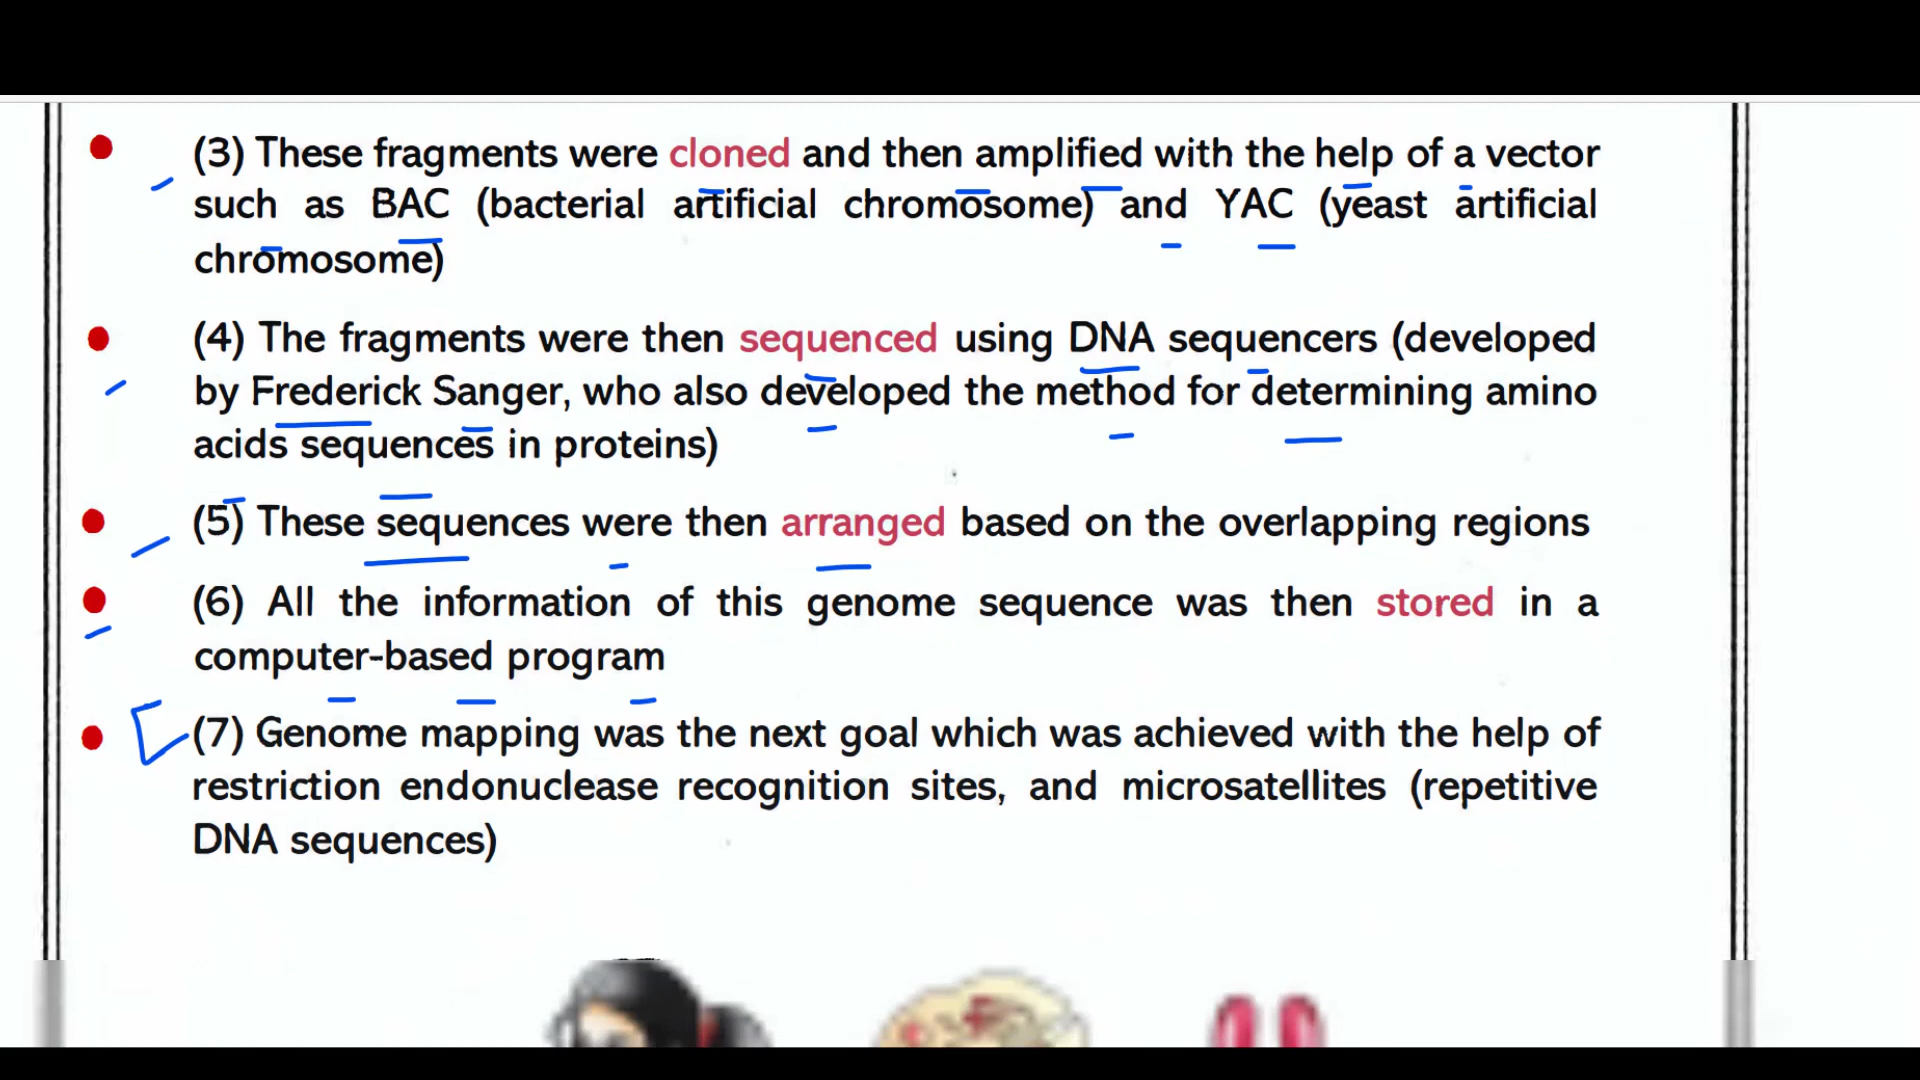 (3) These fragments were cloned and then amplified with the help of a vector
such as BAC (bacterial artificial chromosome) and YAC (yeast artificial
chromosome)
(4) The fragments were then sequenced using DNA sequencers (developed
by Frederick Sanger, who also developed the method for determining amino
acids sequences in proteins)
(5) These sequences were then arranged based on the overlapping regions
(6) All the information of this genome sequence was then stored in a
computer-based program
(7) Genome mapping was the next goal which was achieved with the help of
restriction endonuclease recognition sites, and microsatellites (repetitive
DNA sequences)